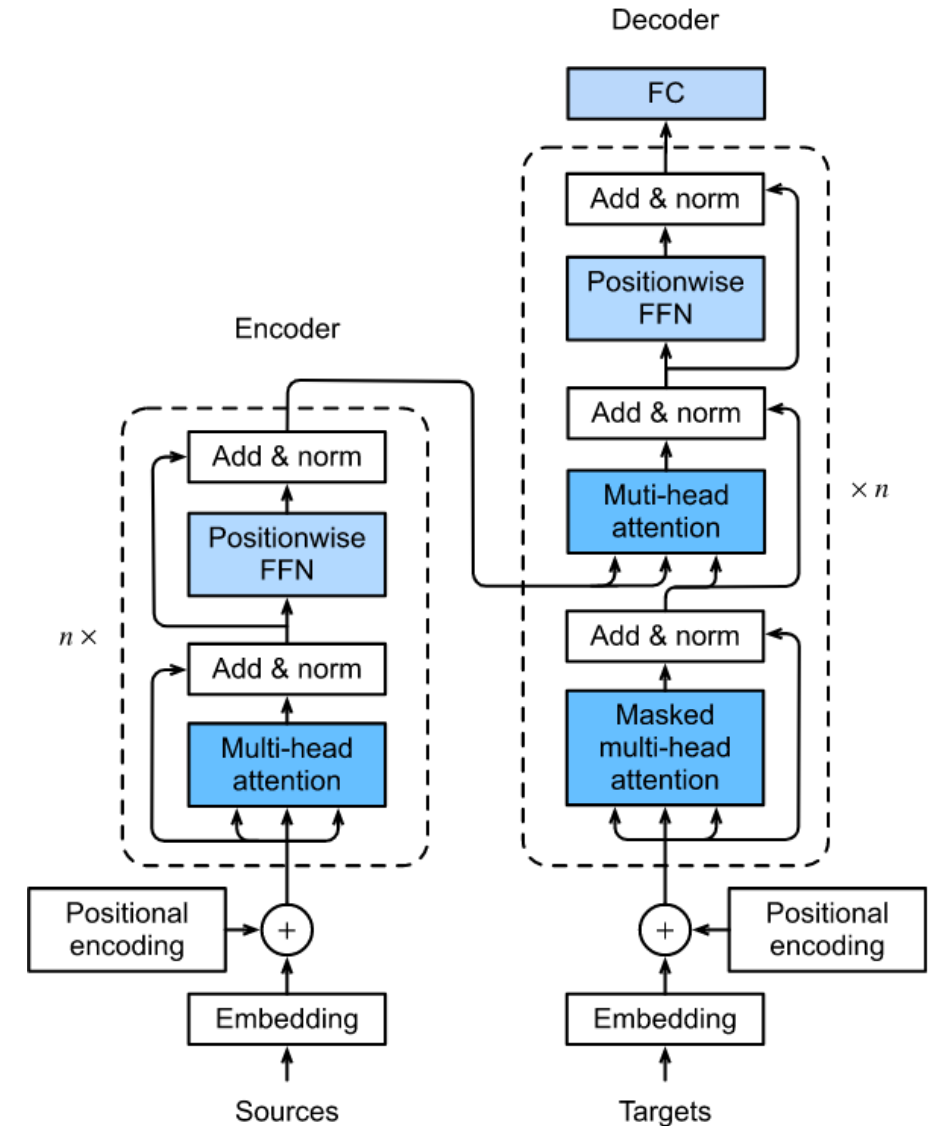 Decoder
FC
Add & norm
Positionwise
FFN
Add & norm
Muti-head
attention
× n
Add & norm
Masked
multi-head
attention
Positional
encoding
+
Embedding
Targets
Encoder
Add & norm
Positionwise
FFN
n ×
Add & norm
Multi-head
attention
Positional
encoding
+
Embedding
Sources